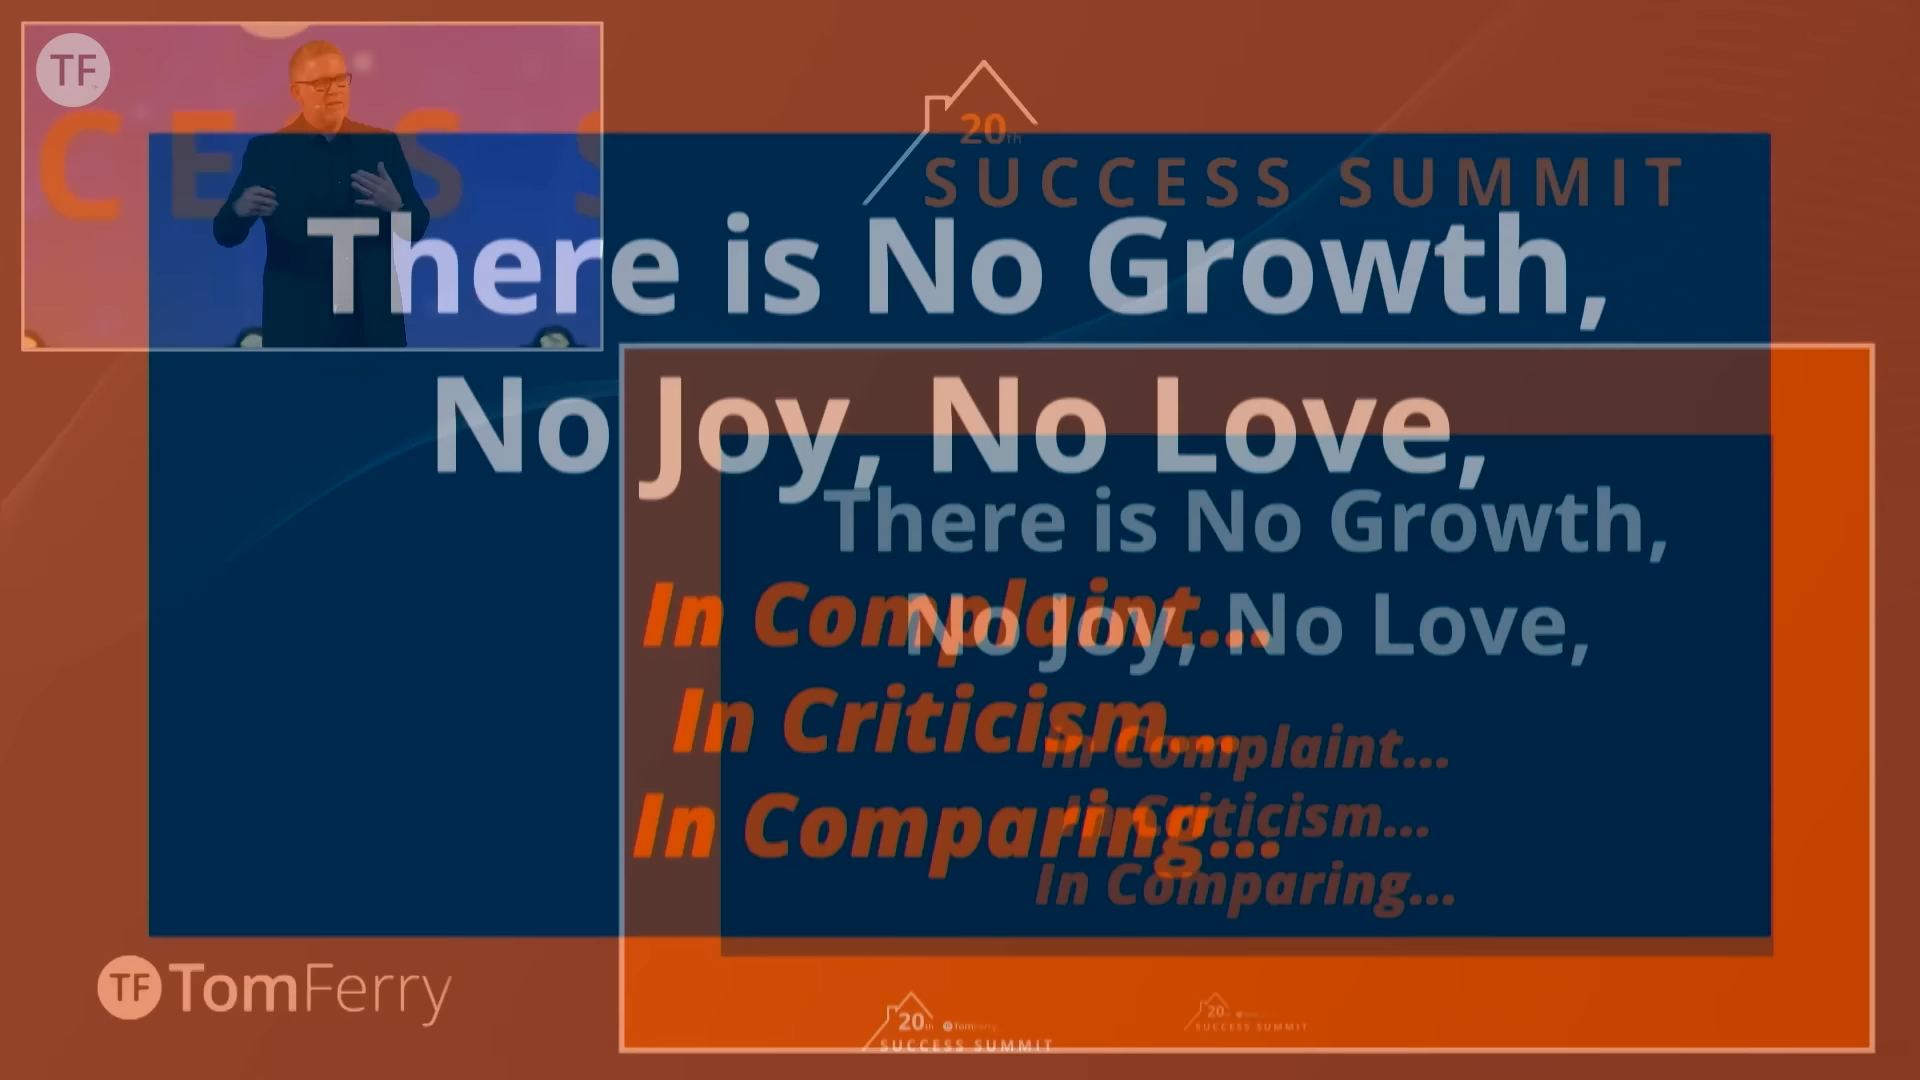 TF
CESS S
20th
SUCCESS SUMMIT
There is No Growth,
No Joy, No Love,
In Complaint...
In Criticism...
In Comparing...
There is No Growth,
No Joy, No Love,
In Complaint...
In Criticism...
In Comparing...
TF TomFerry
20th TomFerry
SUCCESS SUMMIT
20th
SUCCESS SUMMIT